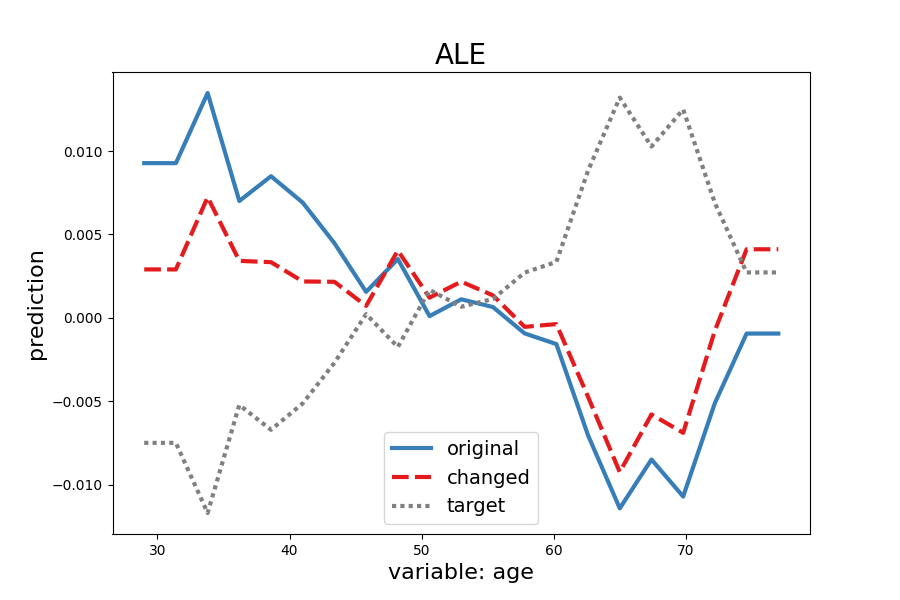 ALE
prediction
0.010
0.005
0.000
−0.005
−0.010
original
changed
target
30 40 50 60 70
variable: age